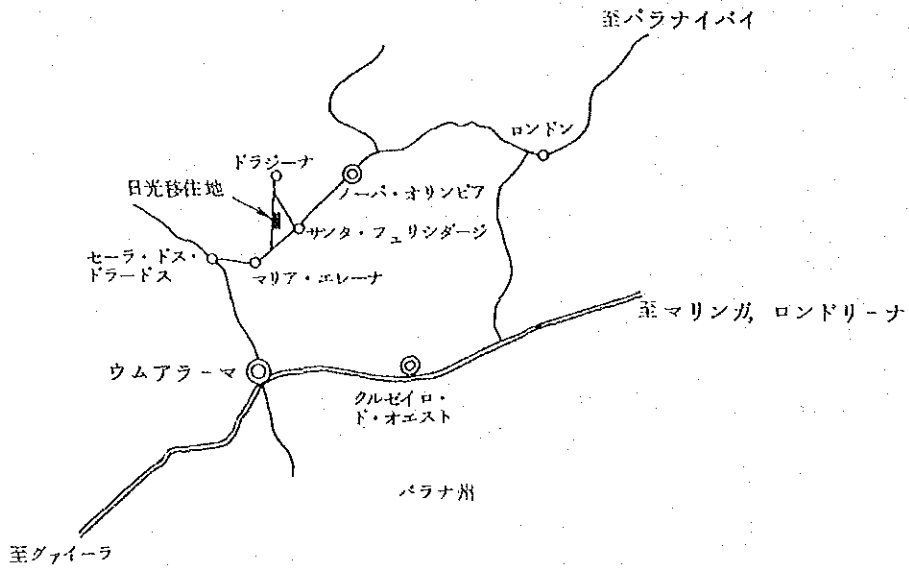 至パラナイバイ
ロンドン
ドラジーナ
日光移住地
ノーバ・オリンピア
サンタ・フェリシダージ
セーラ・ドス・
ドラードス
マリア・エレーナ
至マリンガ, ロンドリーナ
ウムアラーマ
クルゼイロ・
ド・オエスト
パラナ州
至グァイーラ